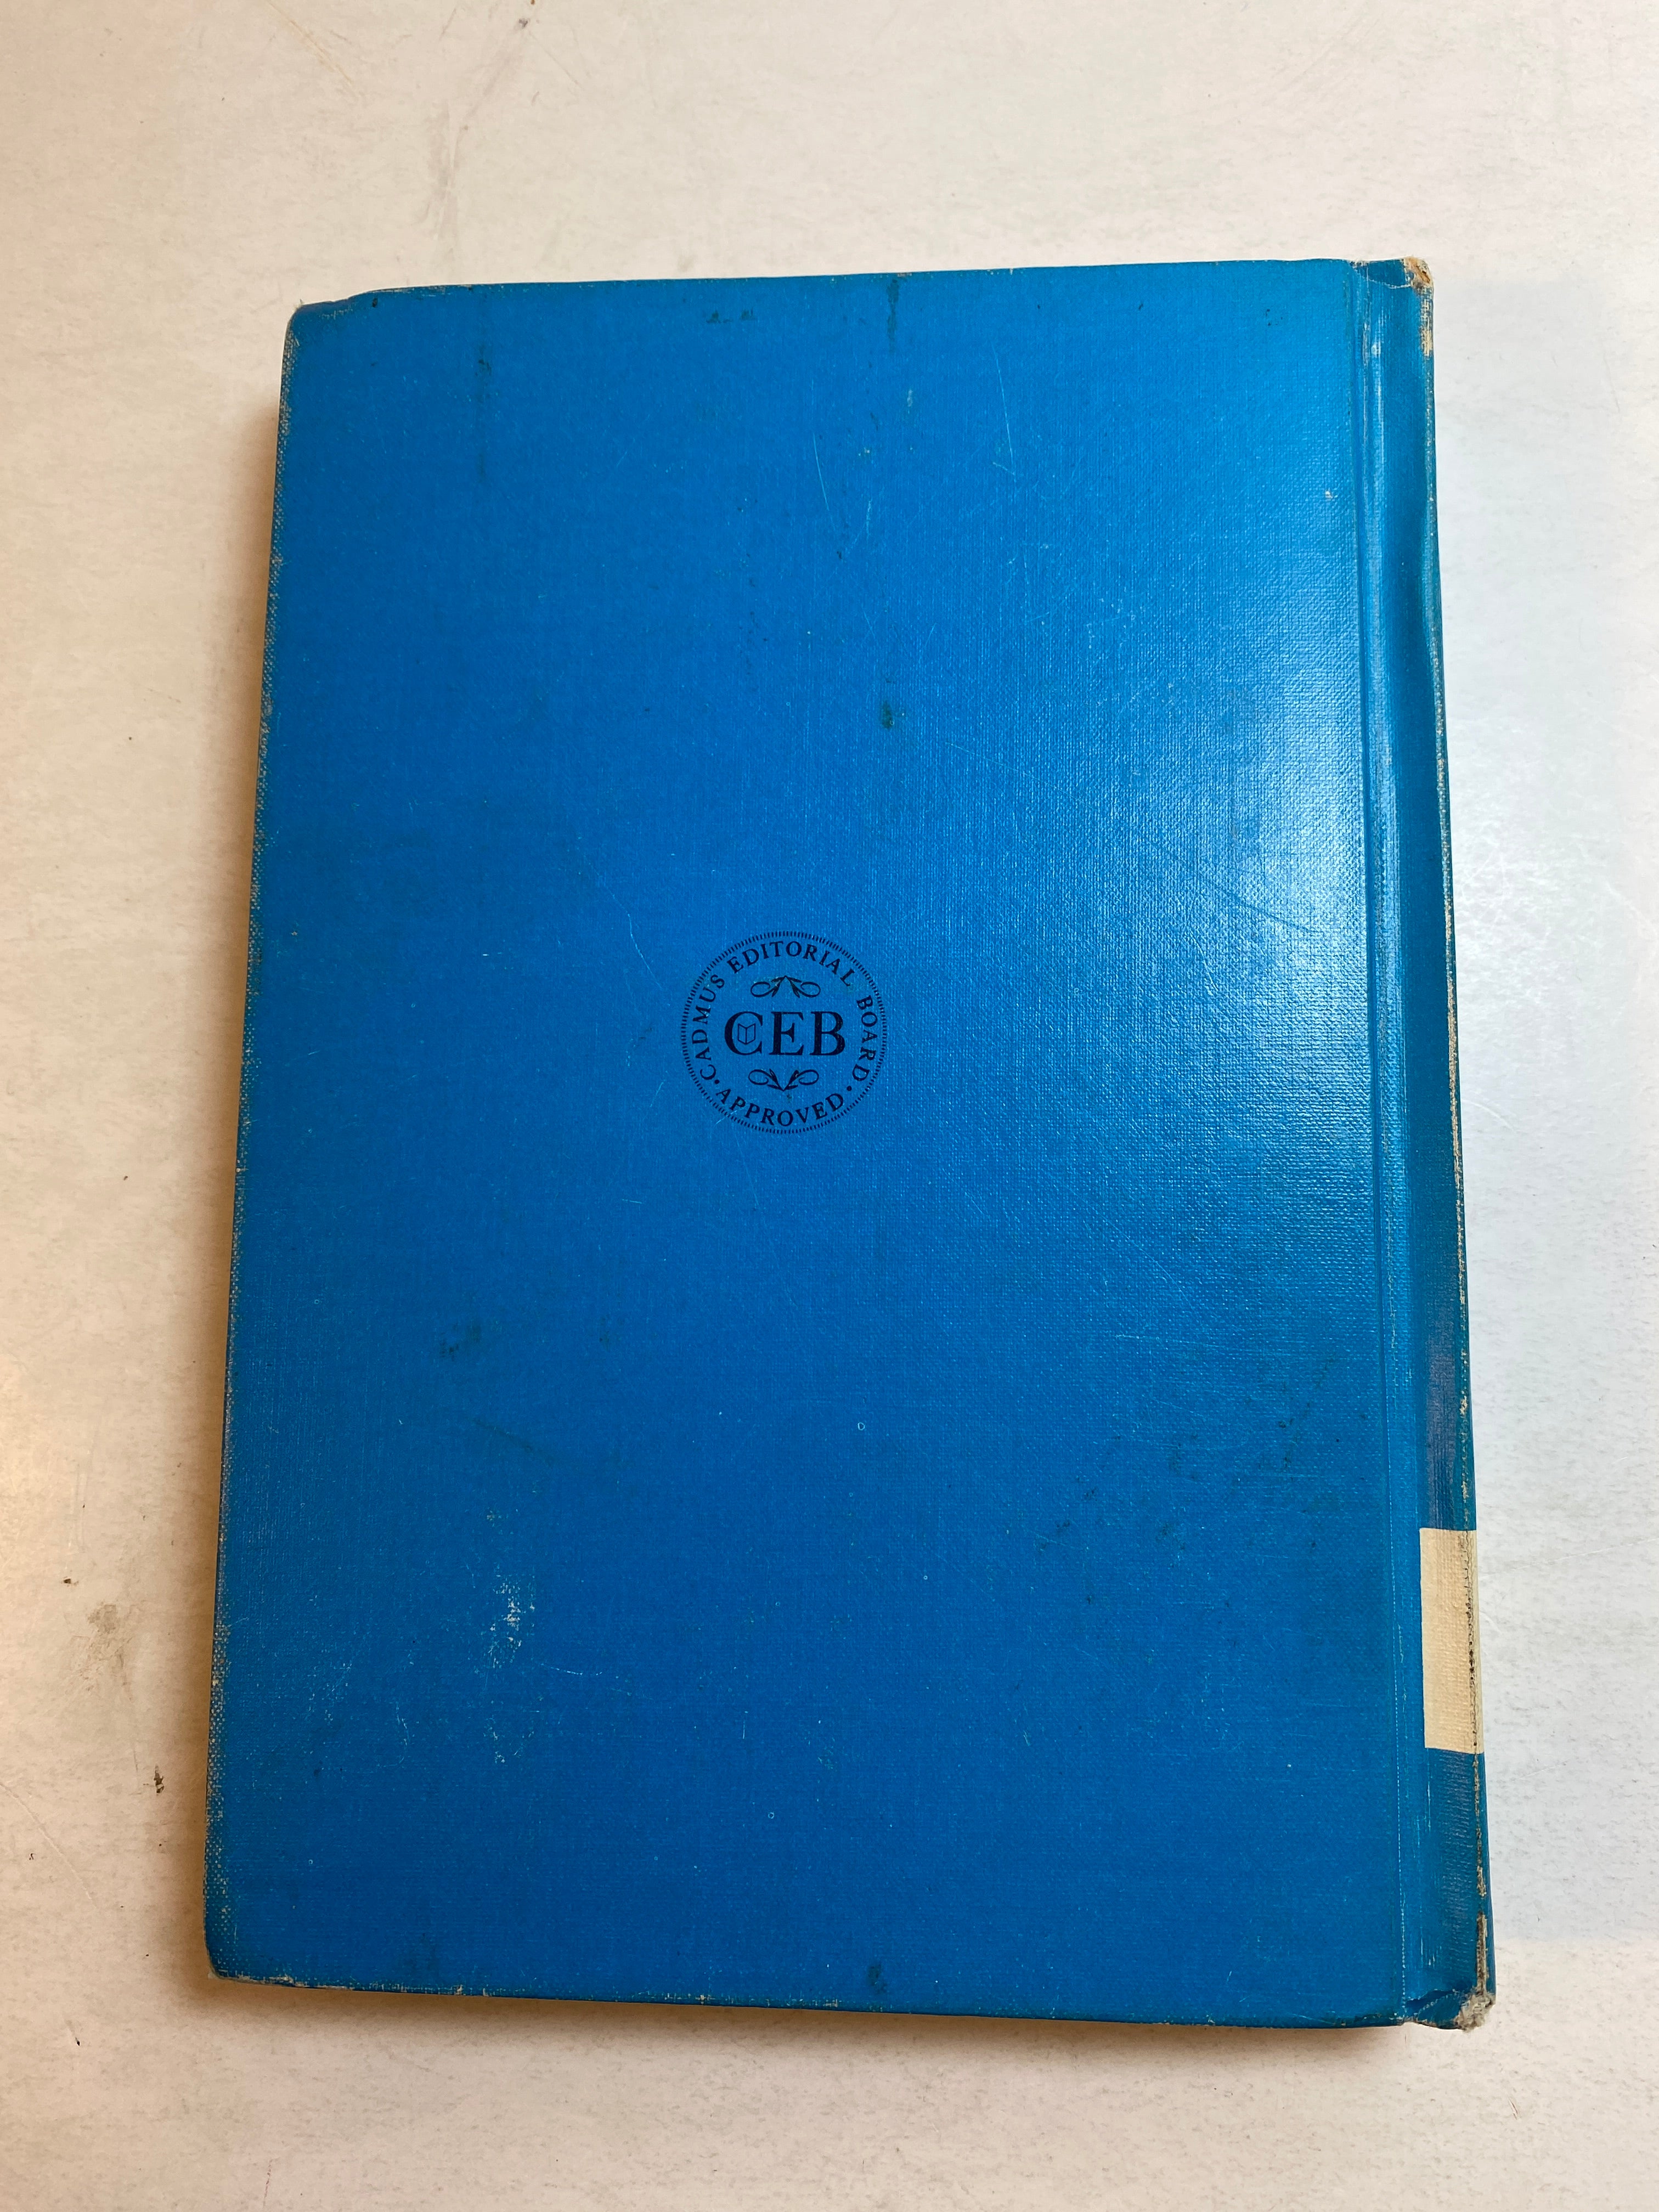 CADMUS EDITORIAL BOARD
CEB
• APPROVED •